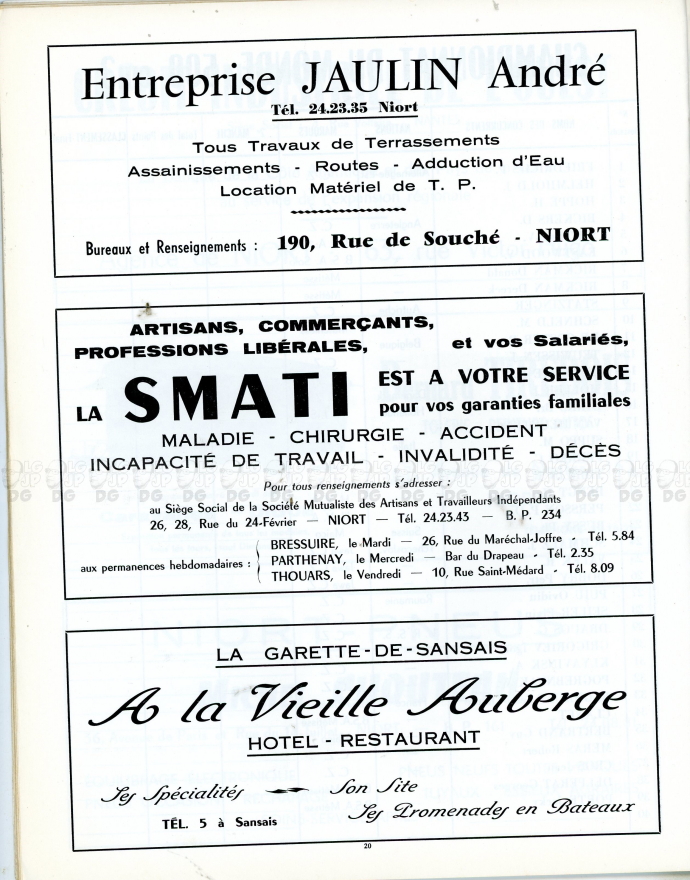 Entreprise JAULIN André
Tél. 24.23.35 Niort
Tous Travaux de Terrassements
Assainissements - Routes - Adduction d'Eau
Location Matériel de T. P.
Bureaux et Renseignements : 190, Rue de Souché - NIORT
ARTISANS, COMMERÇANTS,
PROFESSIONS LIBÉRALES, et vos Salariés,
LA SMATI EST A VOTRE SERVICE
pour vos garanties familiales
MALADIE - CHIRURGIE - ACCIDENT
INCAPACITÉ DE TRAVAIL - INVALIDITÉ - DÉCÈS
Pour tous renseignements s'adresser :
au Siège Social de la Société Mutualiste des Artisans et Travailleurs Indépendants
26, 28, Rue du 24-Février — NIORT — Tél. 24.23.43 — B. P. 234
aux permanences hebdomadaires :
BRESSUIRE, le Mardi — 26, Rue du Maréchal-Joffre - Tél. 5.84
PARTHENAY, le Mercredi — Bar du Drapeau - Tél. 2.35
THOUARS, le Vendredi — 10, Rue Saint-Médard - Tél. 8.09
LA GARETTE-DE-SANSAIS
A la Vieille Auberge
HOTEL - RESTAURANT
Ses Spécialités — Son Site
Ses Promenades en Bateaux
TÉL. 5 à Sansais
20